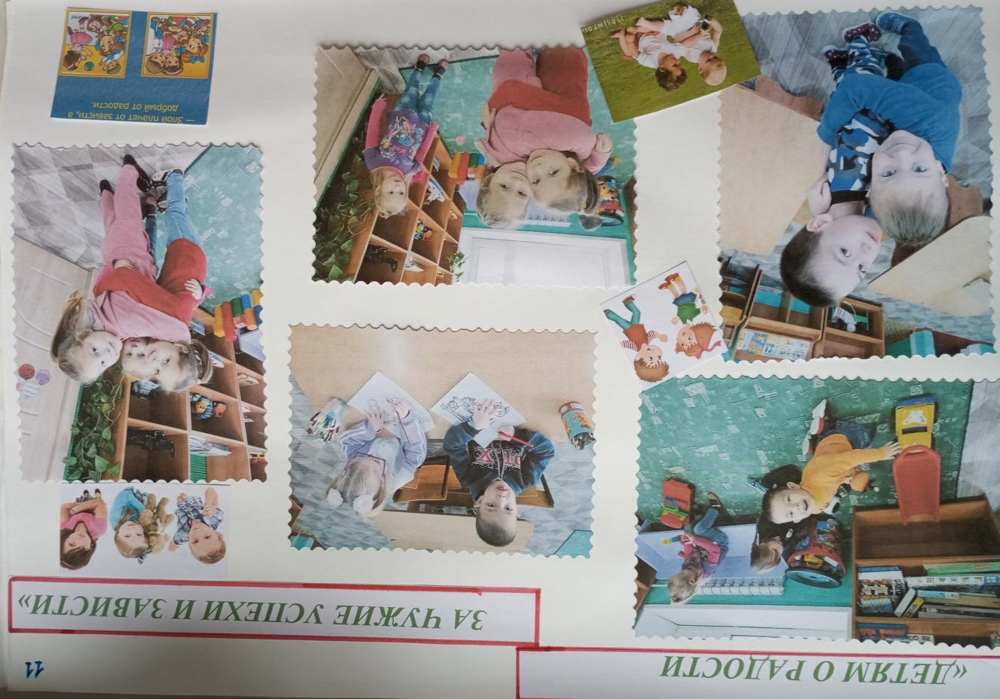 «ДЕТЯМ О РАДОСТИ
ЗА ЧУЖИЕ УСПЕХИ И ЗАВИСТИ»
11
— Злой плачет от зависти, а
добрый от радости.